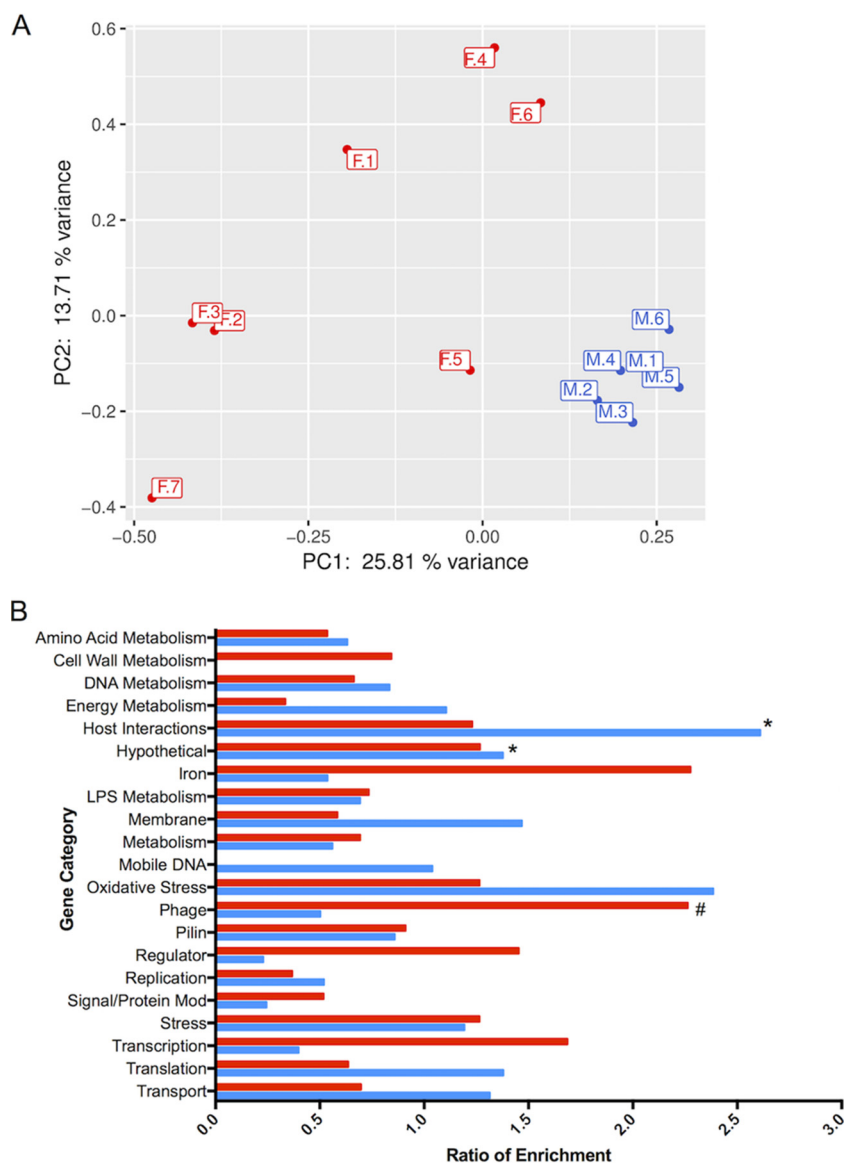 A
0.6
0.4
0.2
0.0
−0.2
−0.4
PC2: 13.71 % variance
F.4
F.6
F.1
F.3
F.2
F.5
F.7
M.6
M.4
M.1
M.5
M.2
M.3
−0.50
−0.25
0.00
0.25
PC1: 25.81 % variance
B
Gene Category
Amino Acid Metabolism
Cell Wall Metabolism
DNA Metabolism
Energy Metabolism
Host Interactions *
Hypothetical *
Iron
LPS Metabolism
Membrane
Metabolism
Mobile DNA
Oxidative Stress
Phage #
Pilin
Regulator
Replication
Signal/Protein Mod
Stress
Transcription
Translation
Transport
0.0
0.5
1.0
1.5
2.0
2.5
3.0
Ratio of Enrichment